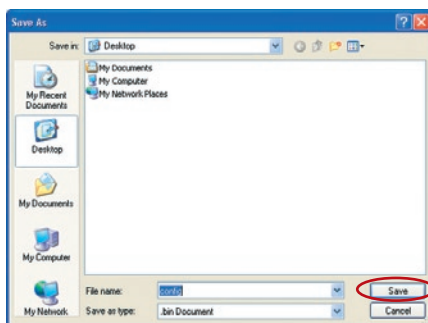 Save As
Save in: Desktop
My Documents
My Computer
My Network Places
My Recent
Documents
Desktop
My Documents
My Computer
My Network
File name: config Save
Save as type: .bin Document Cancel